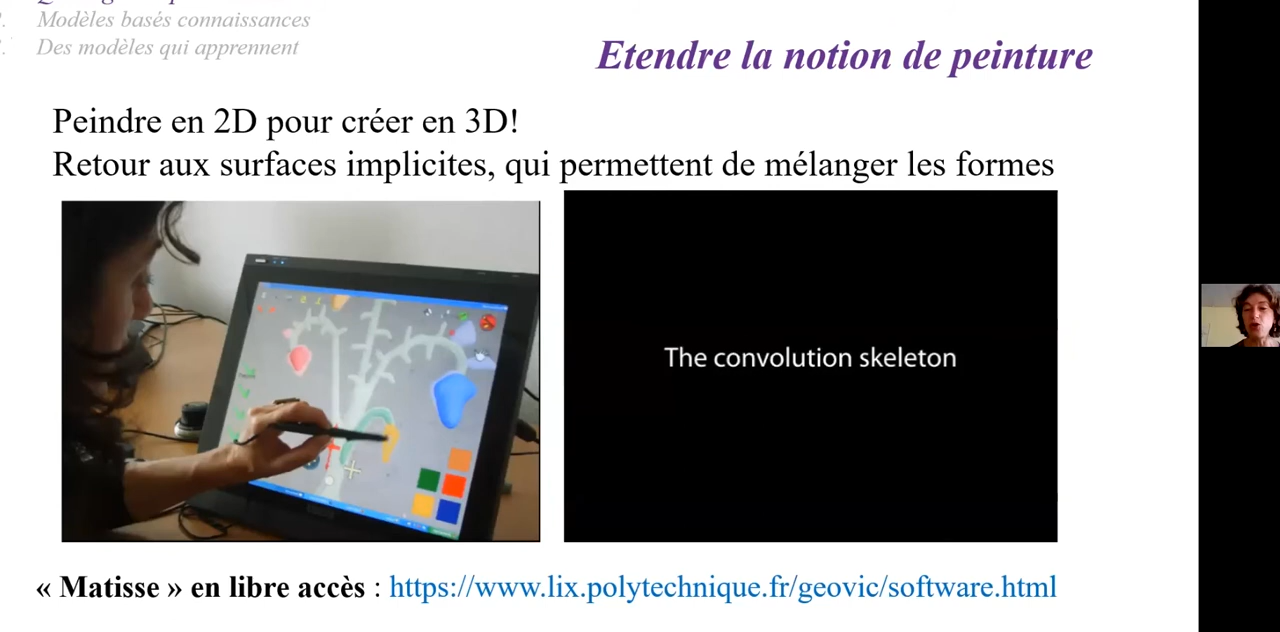 Modèles basés connaissances
Des modèles qui apprennent
Etendre la notion de peinture
Peindre en 2D pour créer en 3D!
Retour aux surfaces implicites, qui permettent de mélanger les formes
The convolution skeleton
« Matisse » en libre accès : https://www.lix.polytechnique.fr/geovic/software.html